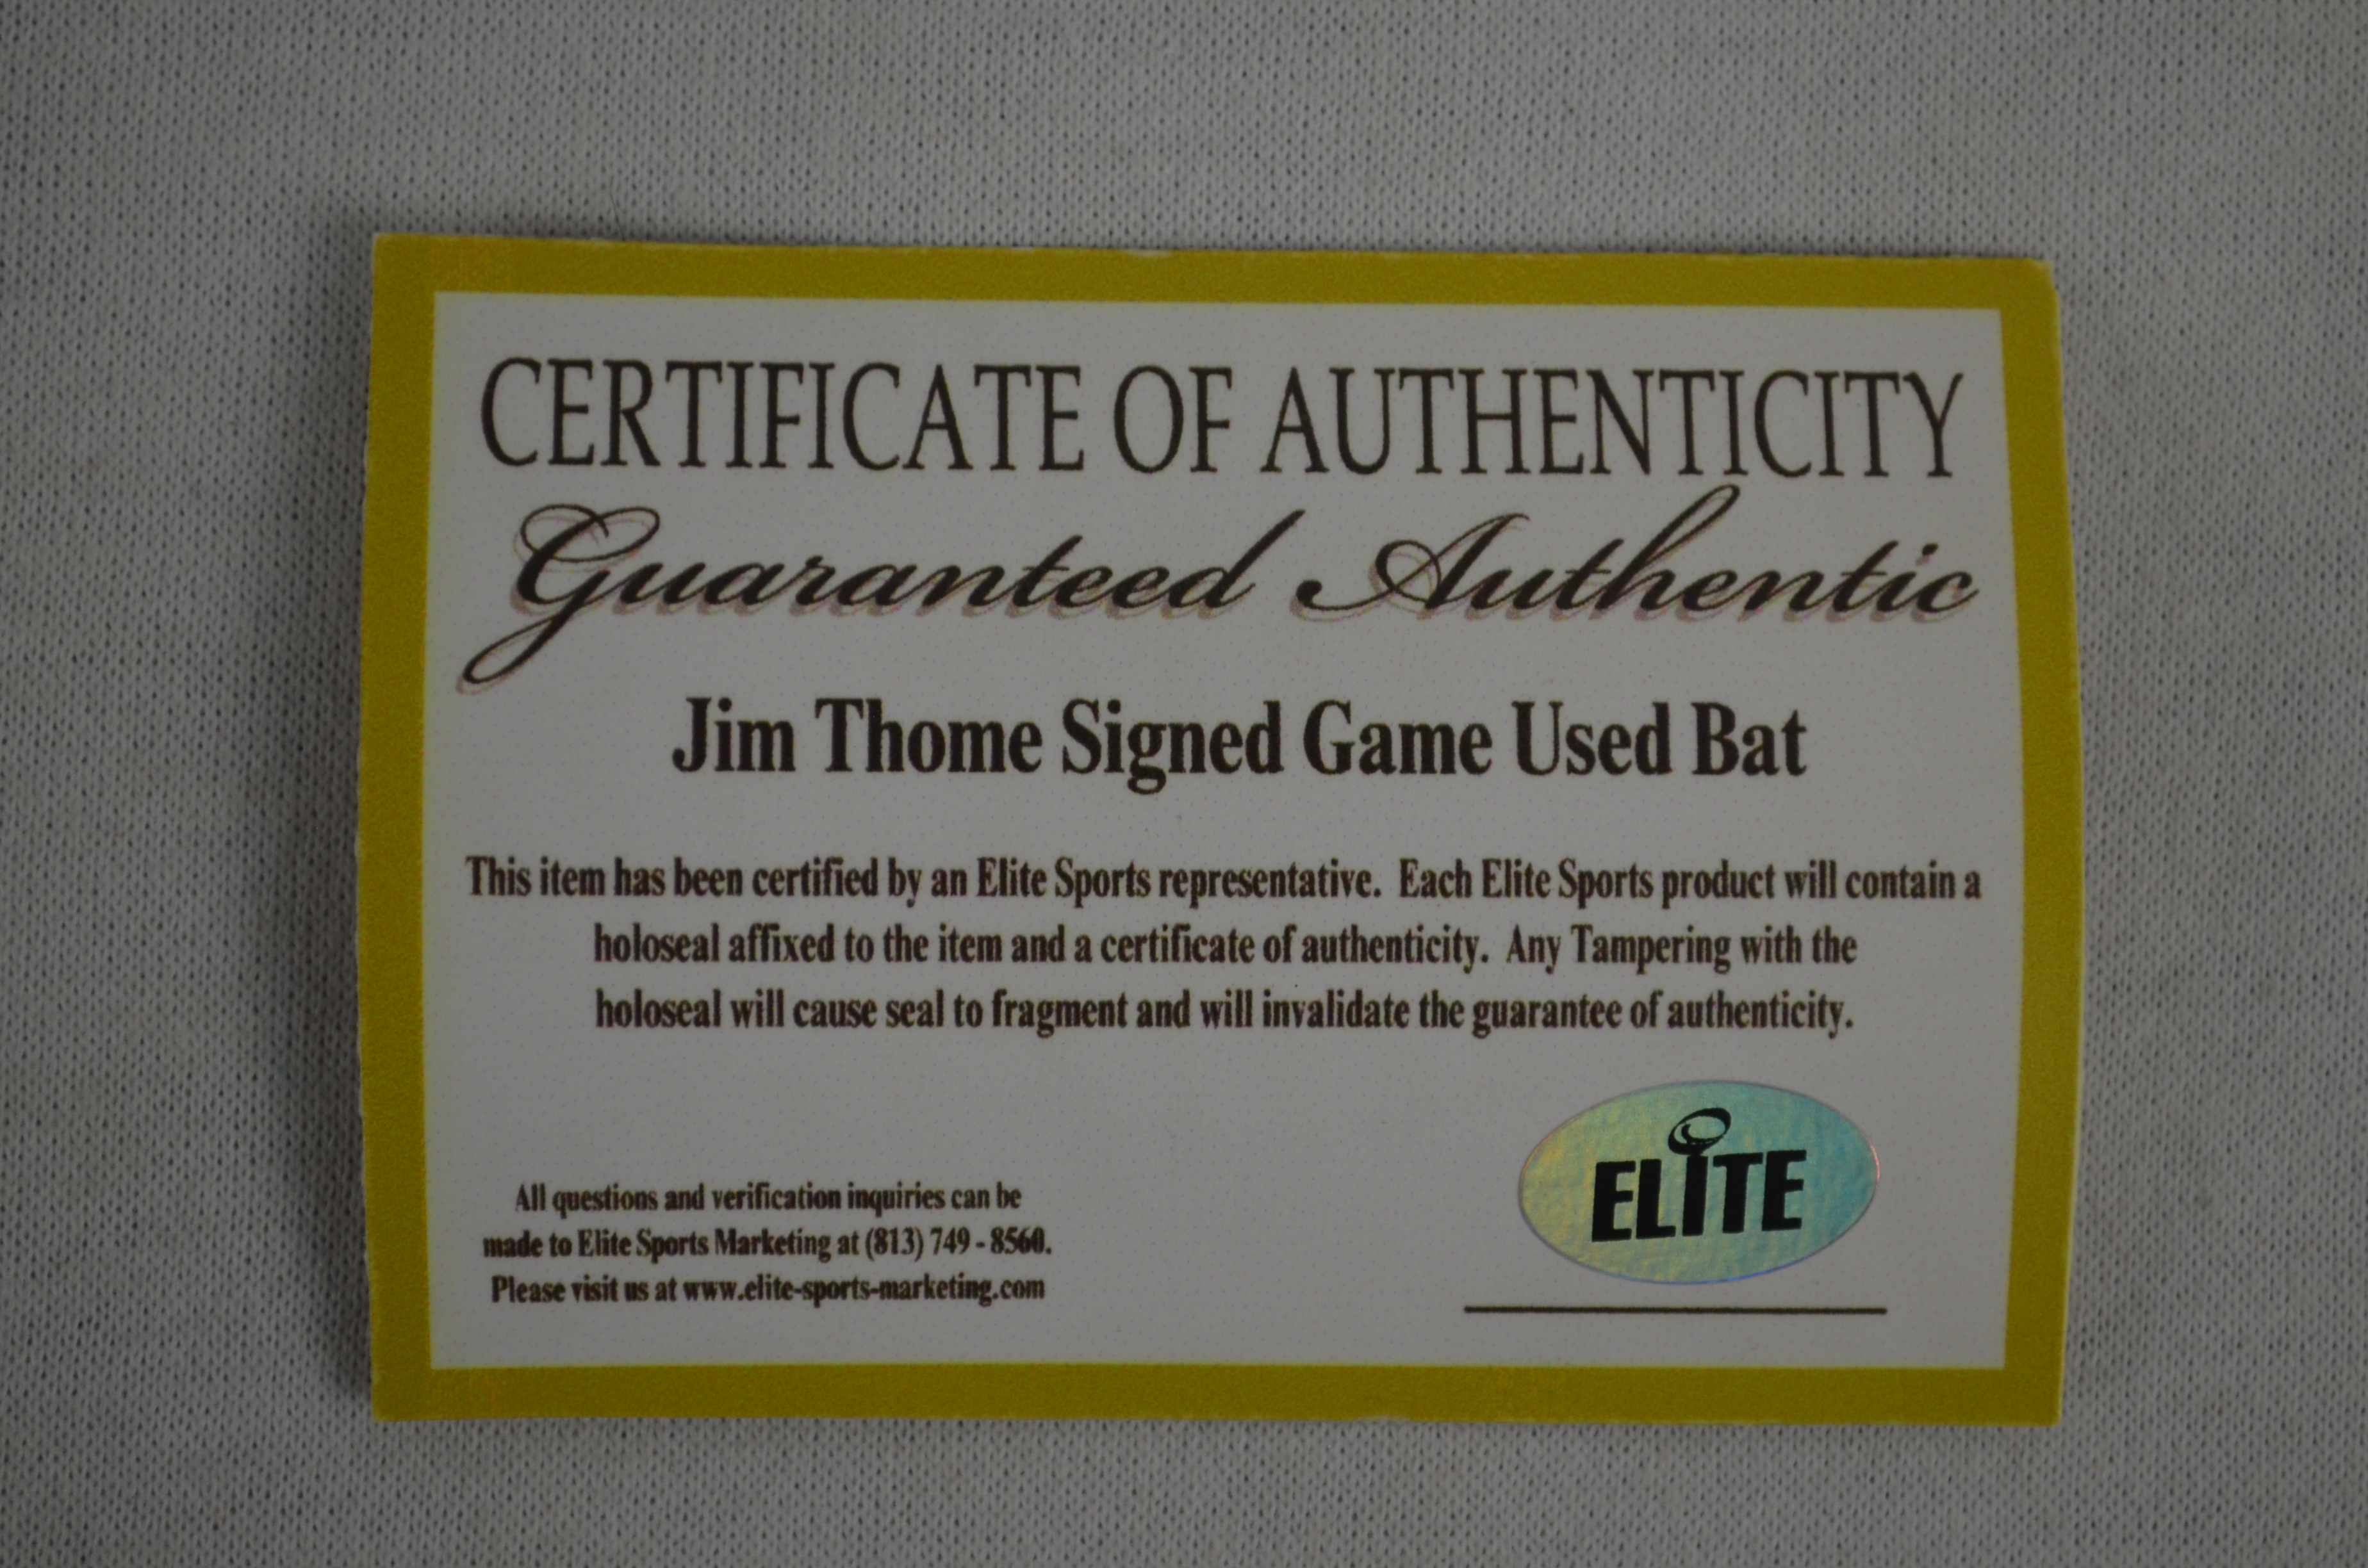 CERTIFICATE OF AUTHENTICITY
Guaranteed Authentic
Jim Thome Signed Game Used Bat
This item has been certified by an Elite Sports representative.  Each Elite Sports product will contain a
holoseal affixed to the item and a certificate of authenticity.  Any Tampering with the
holoseal will cause seal to fragment and will invalidate the guarantee of authenticity.
All questions and verification inquiries can be
made to Elite Sports Marketing at (813) 749 - 8560.
Please visit us at www.elite-sports-marketing.com
ELITE